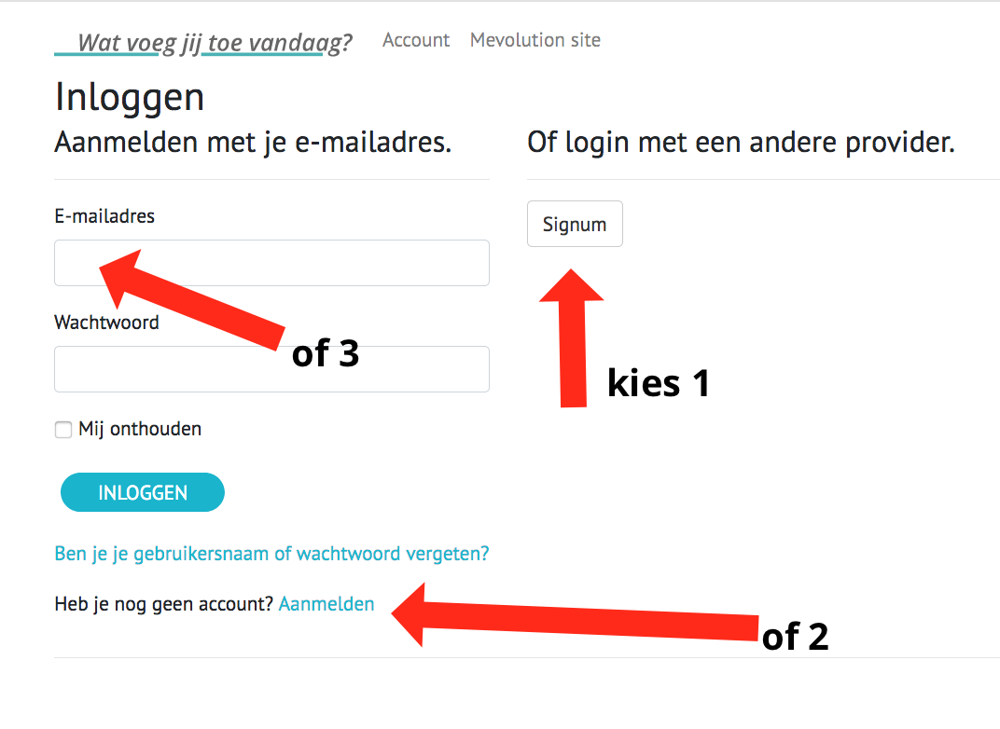 Wat voeg jij toe vandaag? Account Mevolution site
Inloggen
Aanmelden met je e-mailadres.
E-mailadres
of 3
Wachtwoord
Mij onthouden
INLOGGEN
Ben je je gebruikersnaam of wachtwoord vergeten?
Heb je nog geen account? Aanmelden
of 2
Of login met een andere provider.
Signum
kies 1